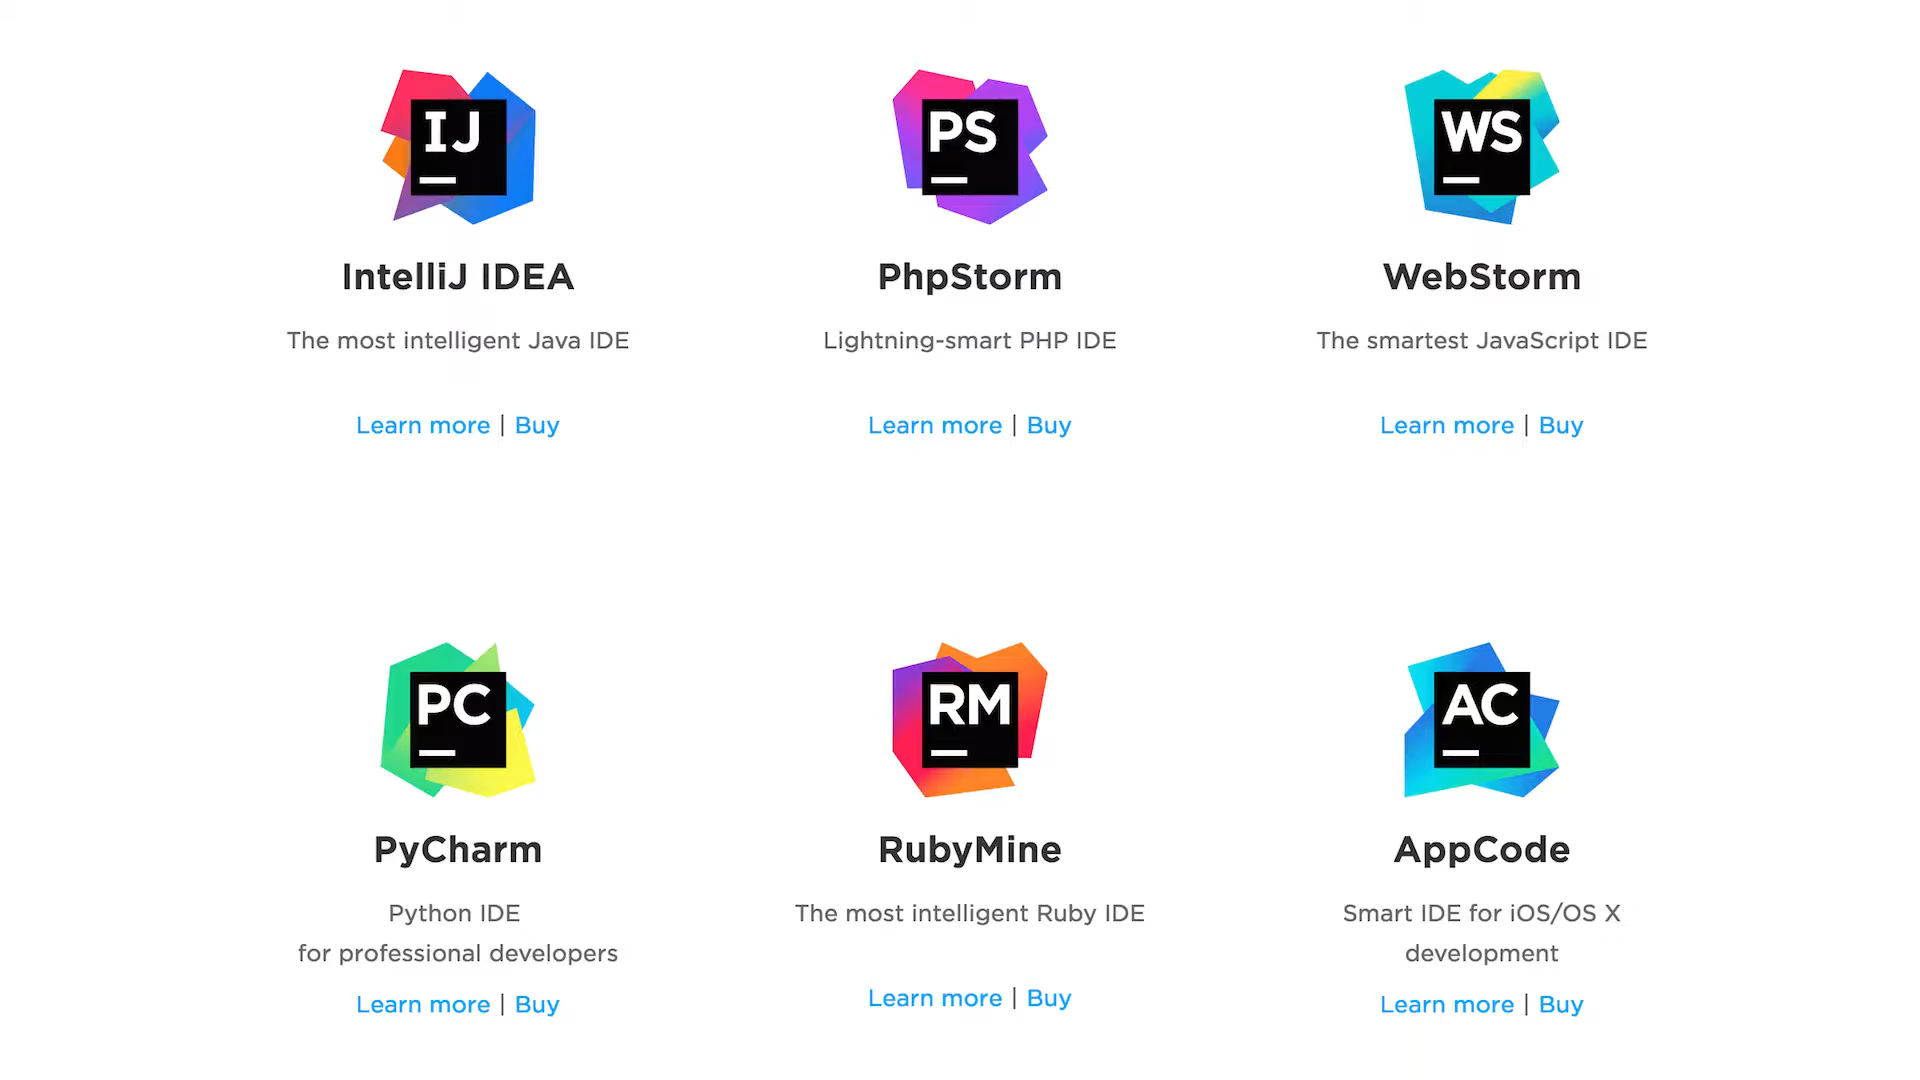 IJ
IntelliJ IDEA
The most intelligent Java IDE
Learn more | Buy
PS
PhpStorm
Lightning-smart PHP IDE
Learn more | Buy
WS
WebStorm
The smartest JavaScript IDE
Learn more | Buy
PC
PyCharm
Python IDE
for professional developers
Learn more | Buy
RM
RubyMine
The most intelligent Ruby IDE
Learn more | Buy
AC
AppCode
Smart IDE for iOS/OS X
development
Learn more | Buy